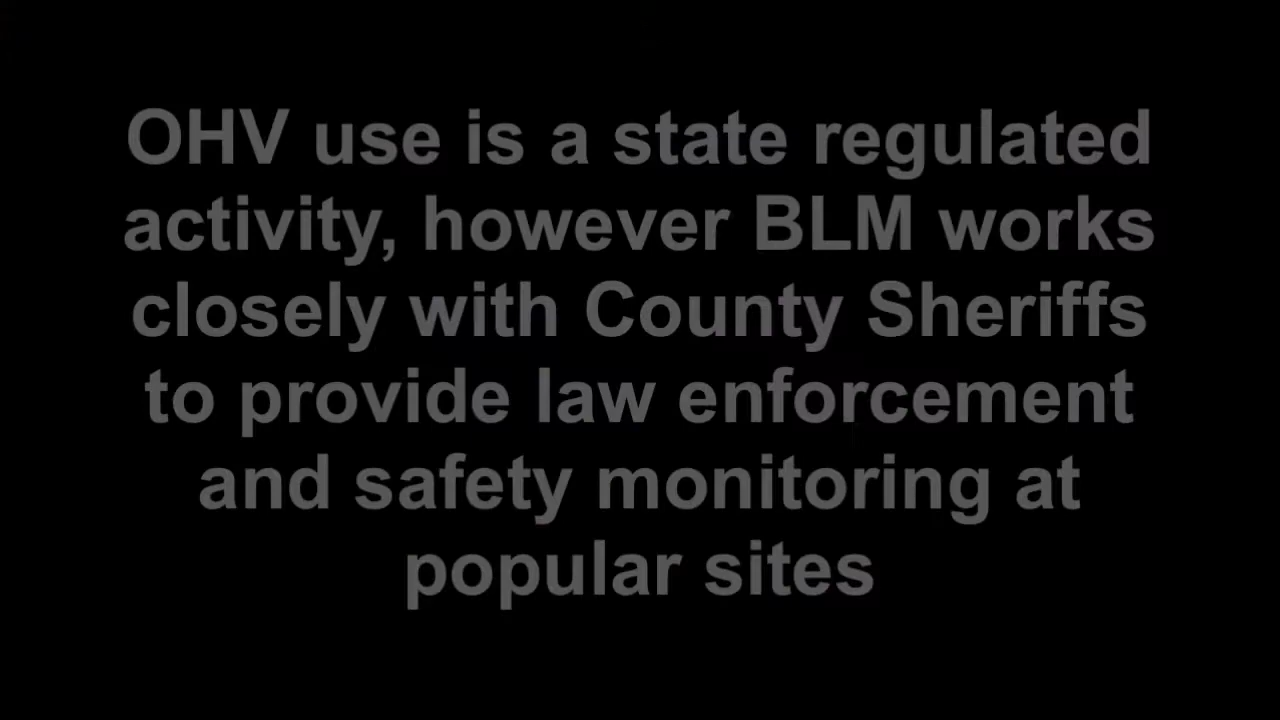 OHV use is a state regulated
activity, however BLM works
closely with County Sheriffs
to provide law enforcement
and safety monitoring at
popular sites